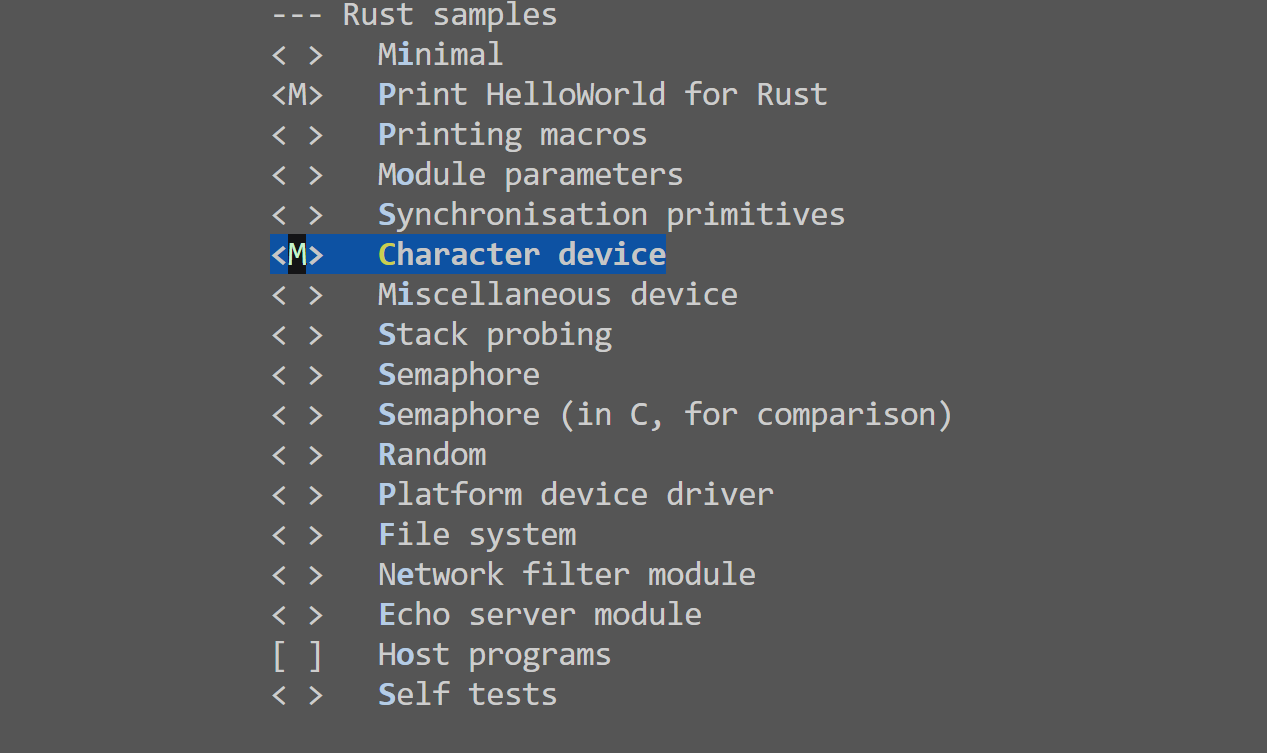 --- Rust samples
< >   Minimal
<M>   Print HelloWorld for Rust
< >   Printing macros
< >   Module parameters
< >   Synchronisation primitives
<M>   Character device
< >   Miscellaneous device
< >   Stack probing
< >   Semaphore
< >   Semaphore (in C, for comparison)
< >   Random
< >   Platform device driver
< >   File system
< >   Network filter module
< >   Echo server module
[ ]   Host programs
< >   Self tests